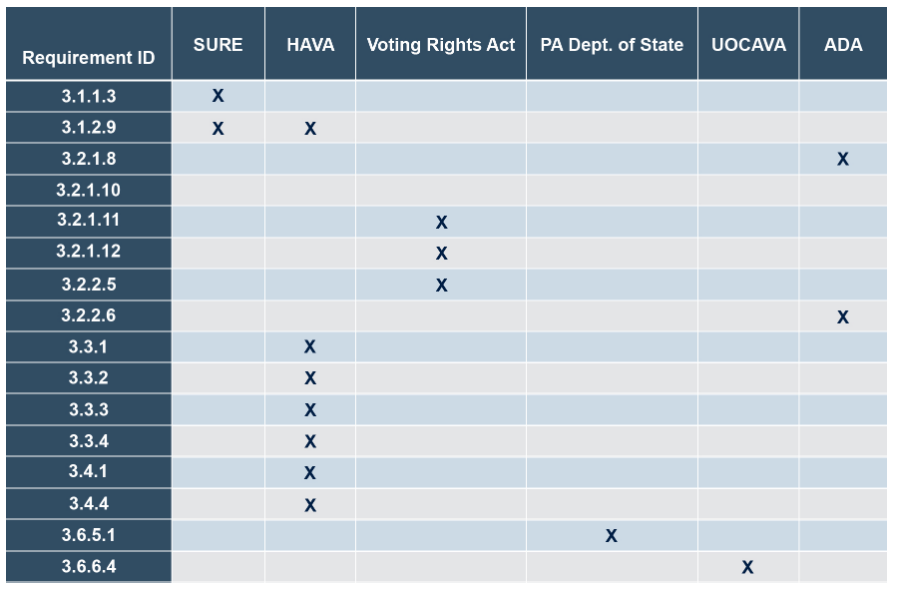 Requirement ID SURE HAVA Voting Rights Act PA Dept. of State UOCAVA ADA
3.1.1.3 X
3.1.2.9 X X
3.2.1.8 X
3.2.1.10
3.2.1.11 X
3.2.1.12 X
3.2.2.5 X
3.2.2.6 X
3.3.1 X
3.3.2 X
3.3.3 X
3.3.4 X
3.4.1 X
3.4.4 X
3.6.5.1 X
3.6.6.4 X